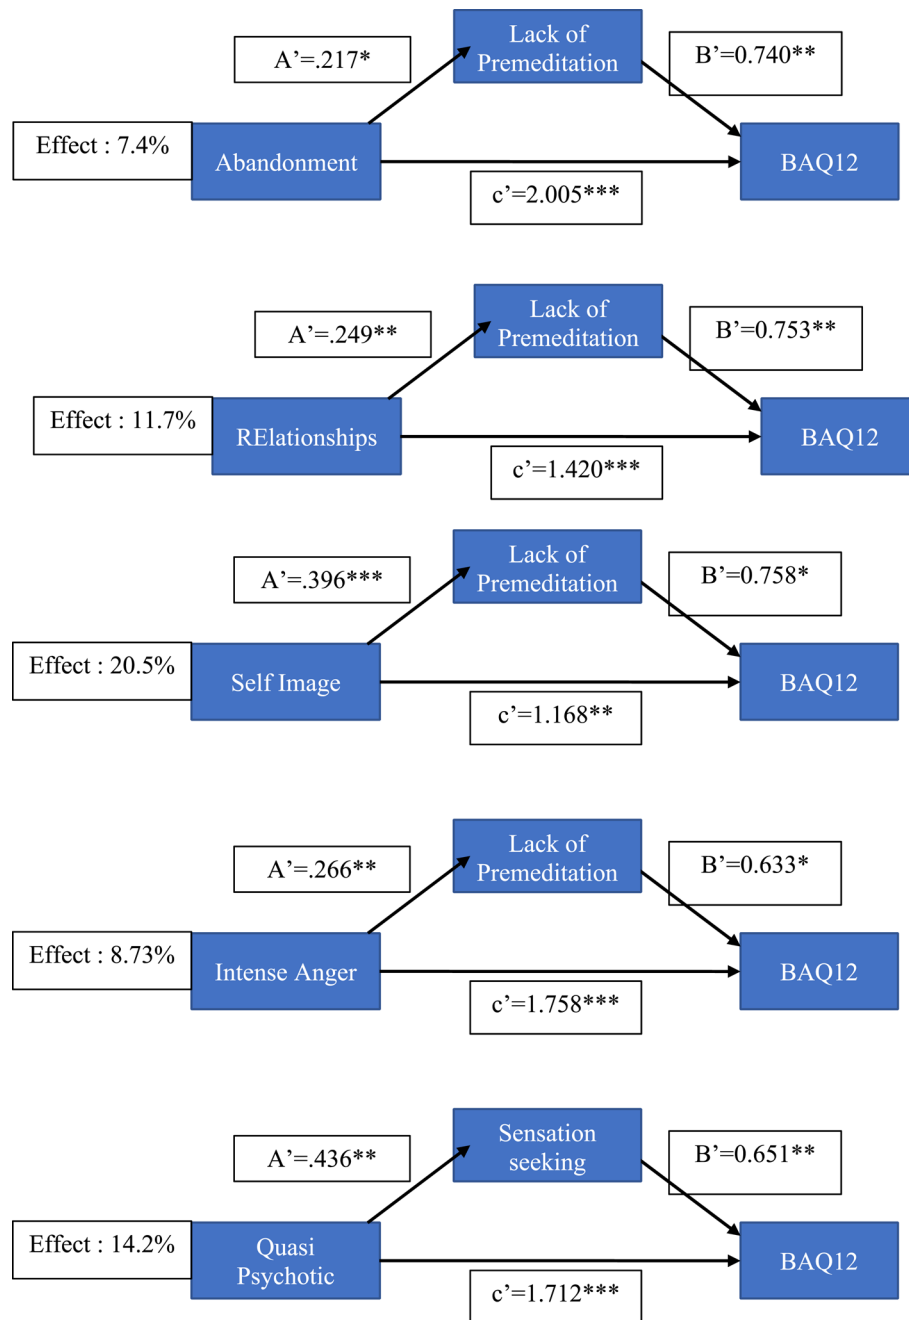 Lack of
Premeditation
A’=.217*
B’=0.740**
Effect : 7.4%
Abandonment
BAQ12
c’=2.005***
Lack of
Premeditation
A’=.249**
B’=0.753**
Effect : 11.7%
RElationships
BAQ12
c’=1.420***
Lack of
Premeditation
A’=.396***
B’=0.758*
Effect : 20.5%
Self Image
BAQ12
c’=1.168**
Lack of
Premeditation
A’=.266**
B’=0.633*
Effect : 8.73%
Intense Anger
BAQ12
c’=1.758***
Sensation
seeking
A’=.436**
B’=0.651**
Effect : 14.2%
Quasi
Psychotic
BAQ12
c’=1.712***